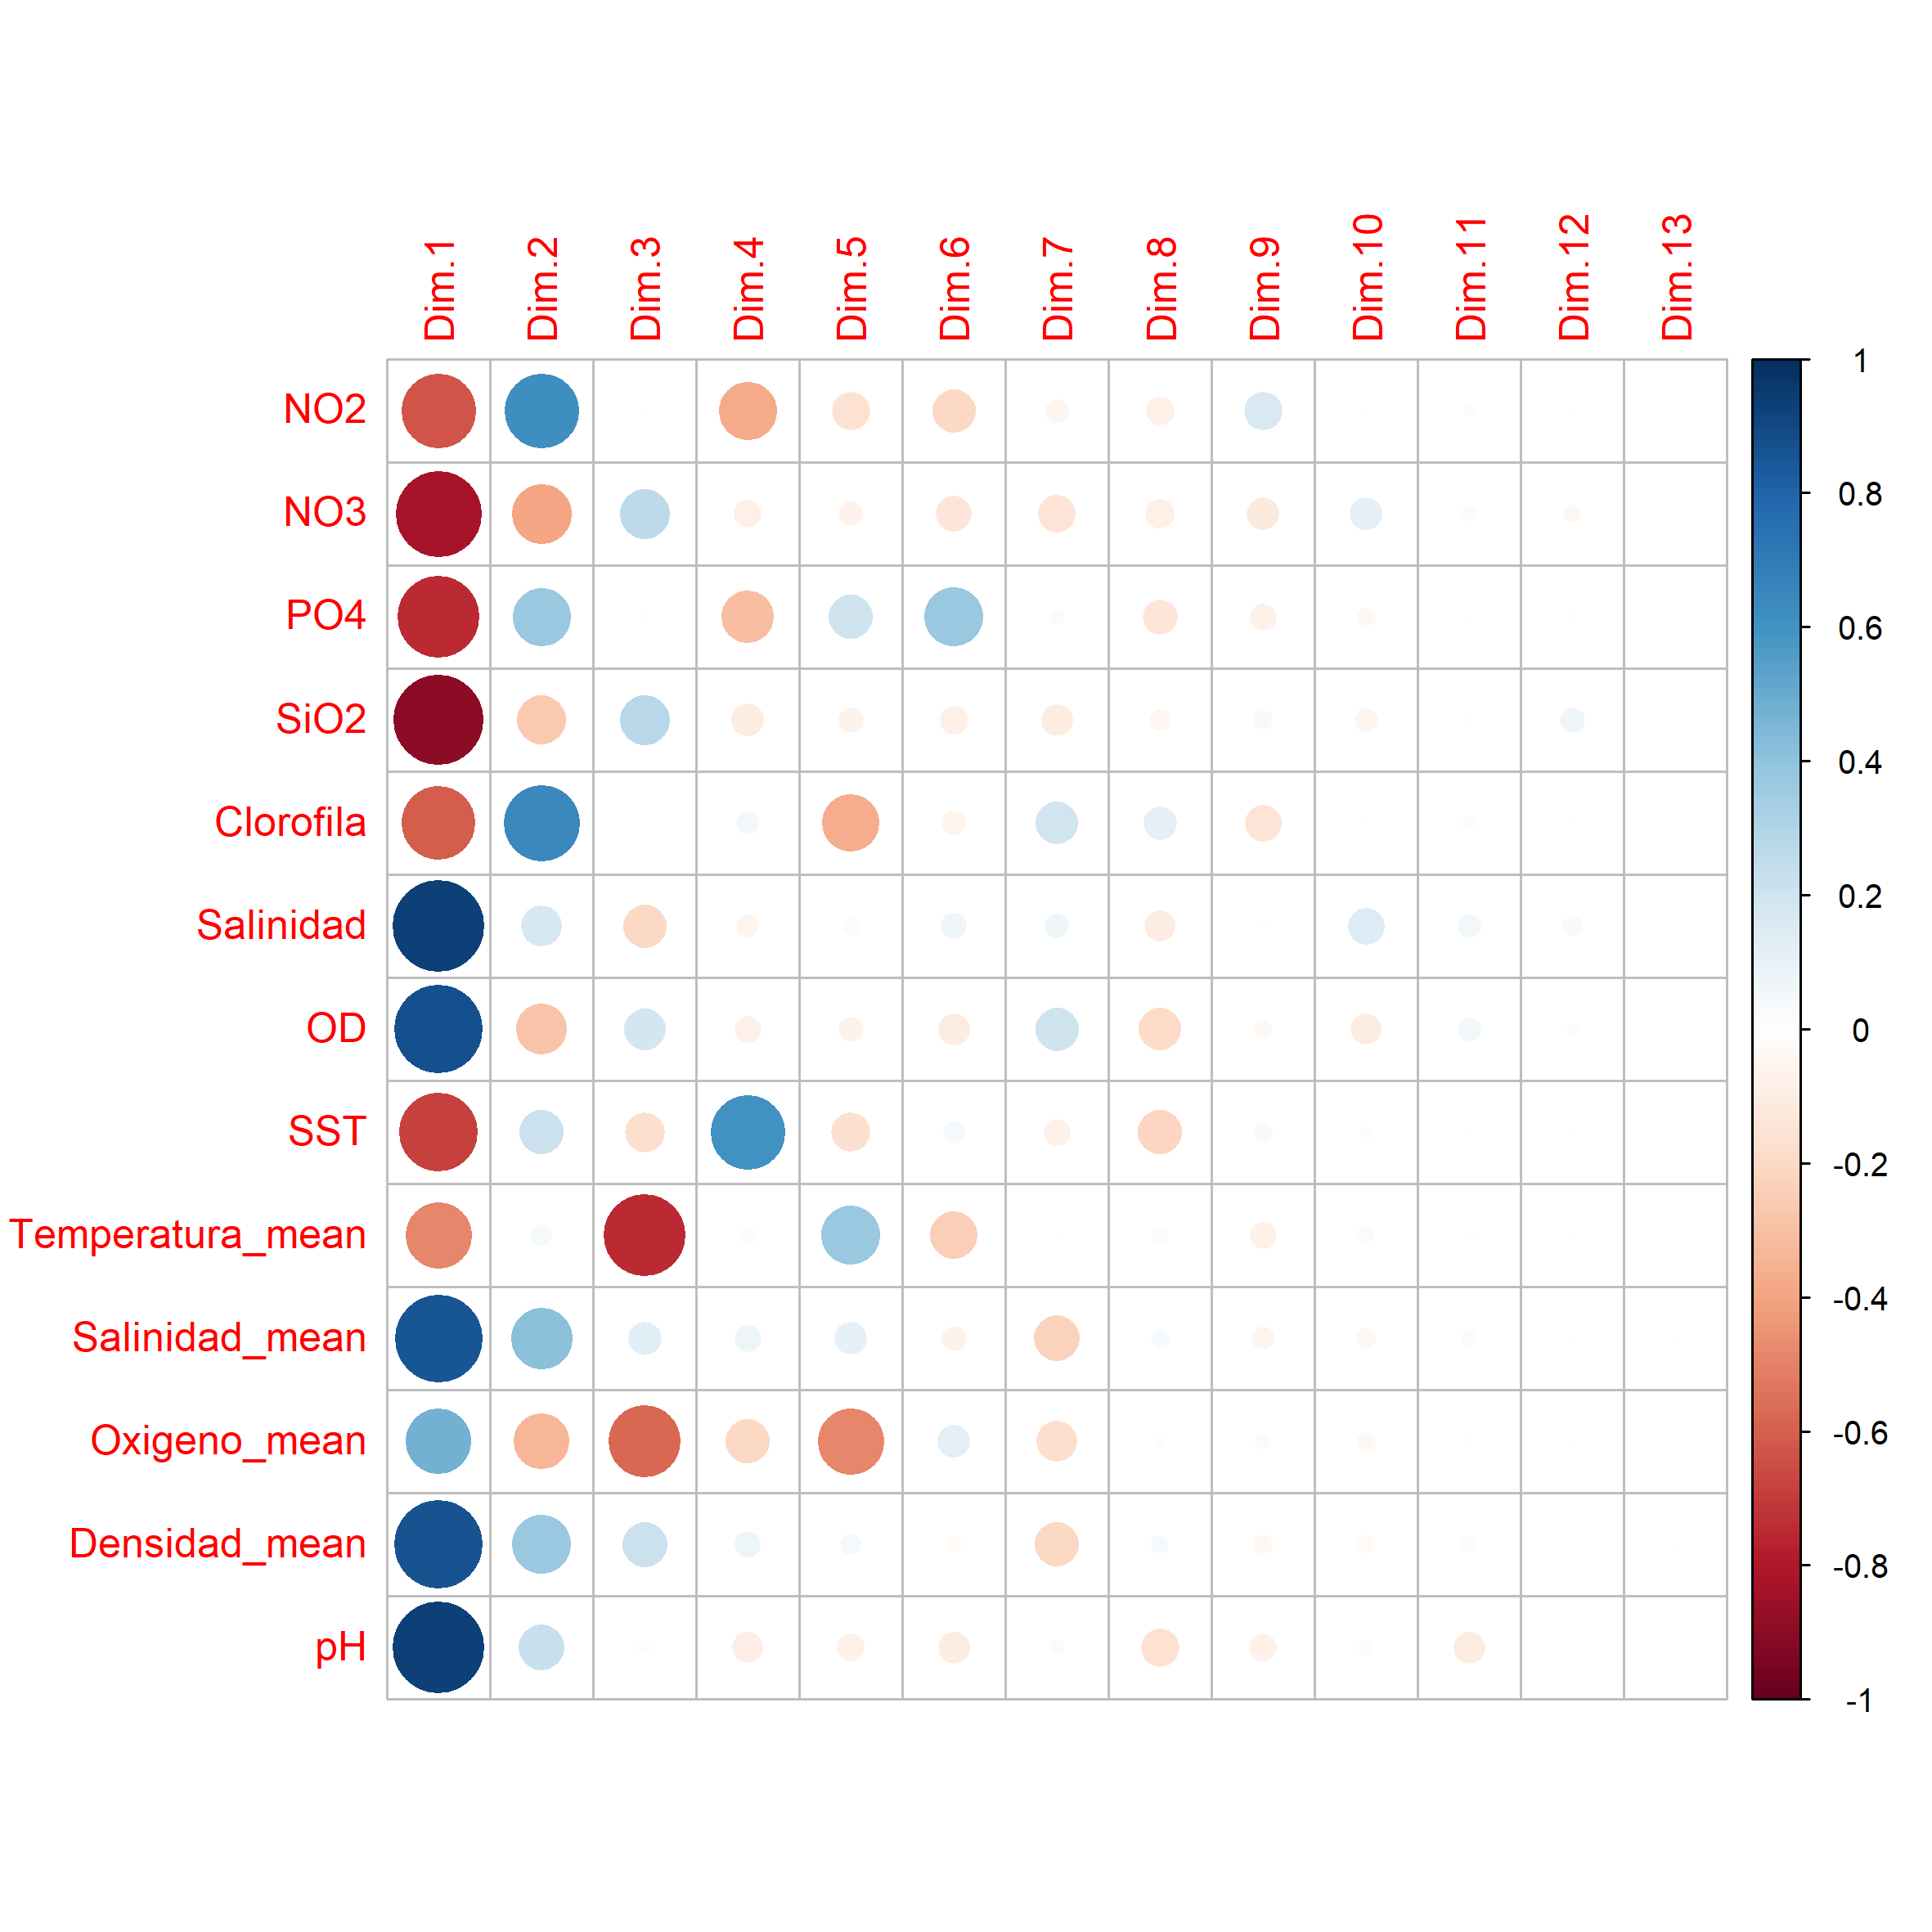 Dim.1
Dim.2
Dim.3
Dim.4
Dim.5
Dim.6
Dim.7
Dim.8
Dim.9
Dim.10
Dim.11
Dim.12
Dim.13
NO2
NO3
PO4
SiO2
Clorofila
Salinidad
OD
SST
Temperatura_mean
Salinidad_mean
Oxigeno_mean
Densidad_mean
pH
1
0.8
0.6
0.4
0.2
0
-0.2
-0.4
-0.6
-0.8
-1